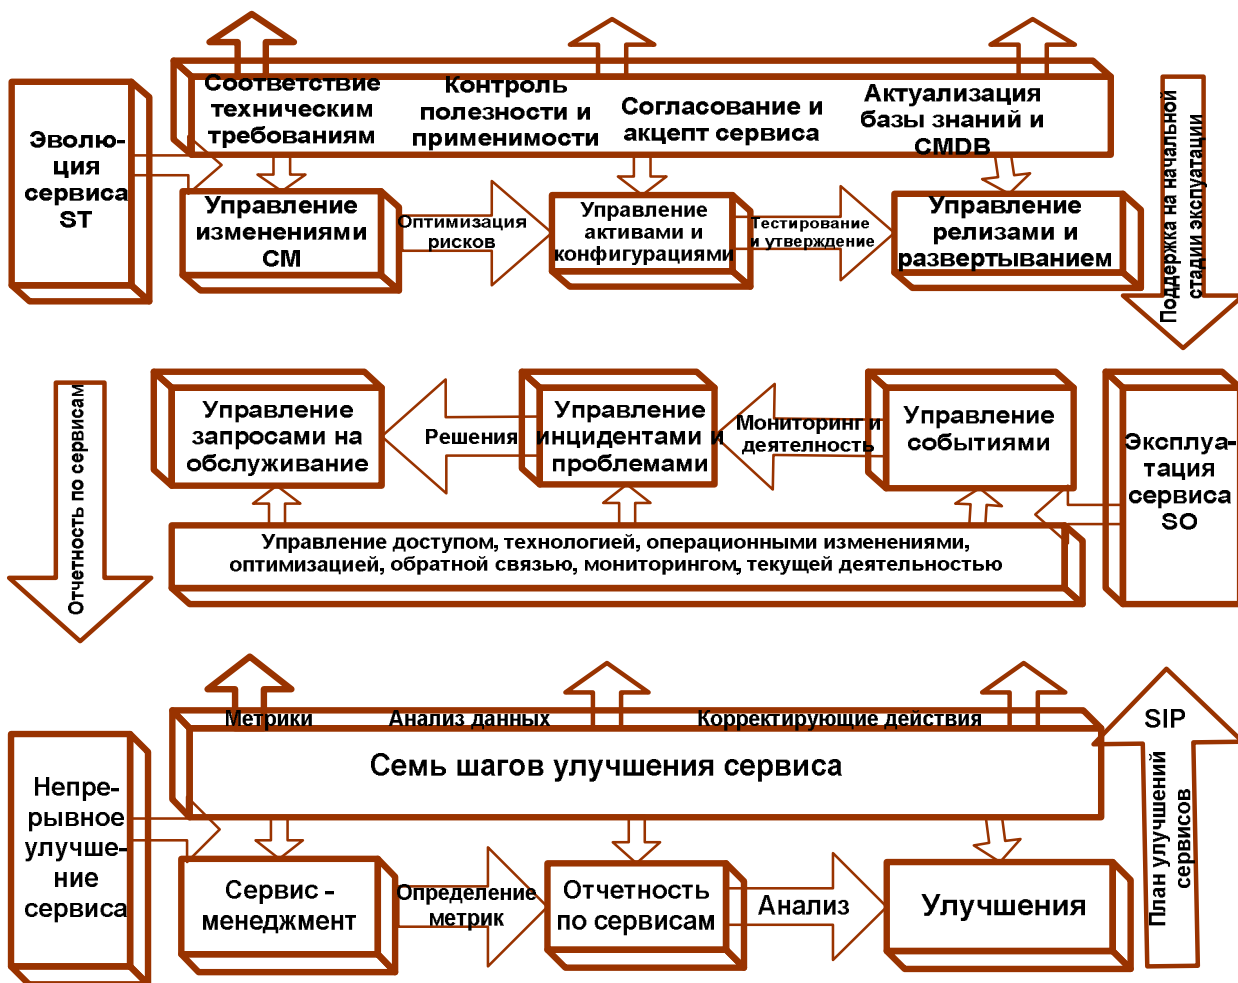 Эволю-
ция
сервиса
ST
Соответствие
техническим
требованиям
Контроль
полезности и
применимости
Согласование и
акцепт сервиса
Актуализация
базы знаний и
CMDB
Управление
изменениями
СМ
Оптимизация
рисков
Управление
активами и
конфигурациями
Тестирование
и утверждение
Управление
релизами и
развертыванием
Поддержка на начальной
стадии экспуатации
Отчетность по сервисам
Управление
запросами на
обслуживание
Решения
Управление
инцидентами и
проблемами
Мониторинг и
деятелность
Управление
событиями
Эксплуа-
тация
сервиса
SO
Управление доступом, технологией, операционными изменениями,
оптимизацией, обратной связью, мониторингом, текущей деятельностью
Непре-
рывное
улучше-
ние
сервиса
Метрики
Анализ данных
Корректирующие действия
Семь шагов улучшения сервиса
Сервис -
менеджмент
Определение
метрик
Отчетность
по сервисам
Анализ
Улучшения
SIP
План улучшений
сервисов